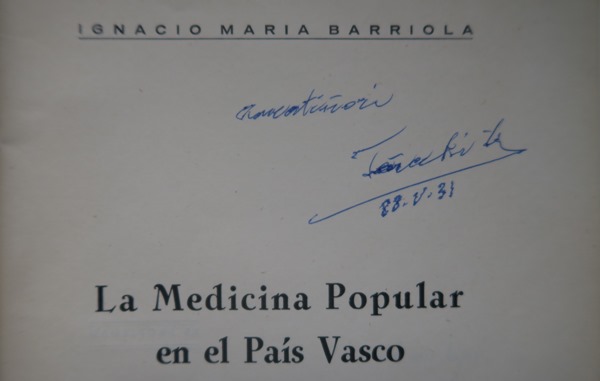 IGNACIO MARIA BARRIOLA
88-V-31
La Medicina Popular
en el País Vasco